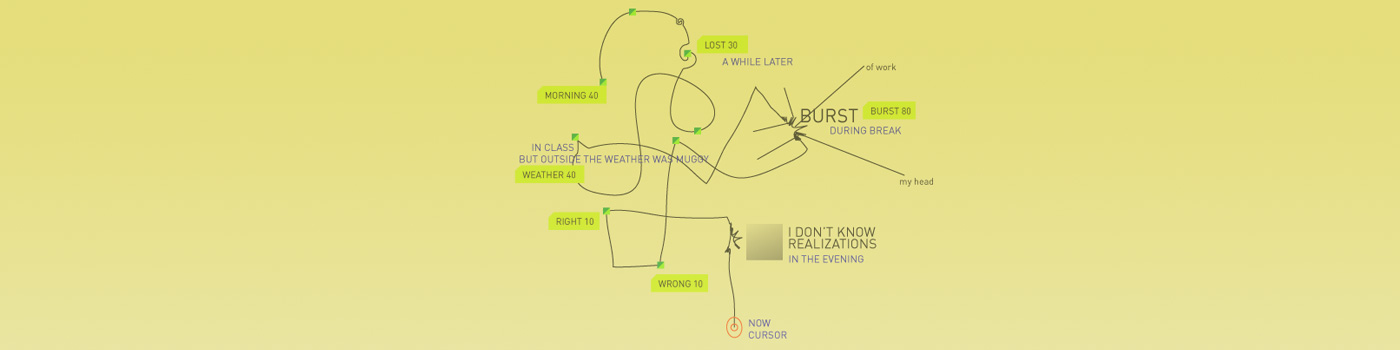 LOST 30
A WHILE LATER
of work
MORNING 40
BURST
BURST 80
DURING BREAK
IN CLASS
BUT OUTSIDE THE WEATHER WAS MUGGY
WEATHER 40
my head
RIGHT 10
I DON'T KNOW
REALIZATIONS
IN THE EVENING
WRONG 10
NOW
CURSOR